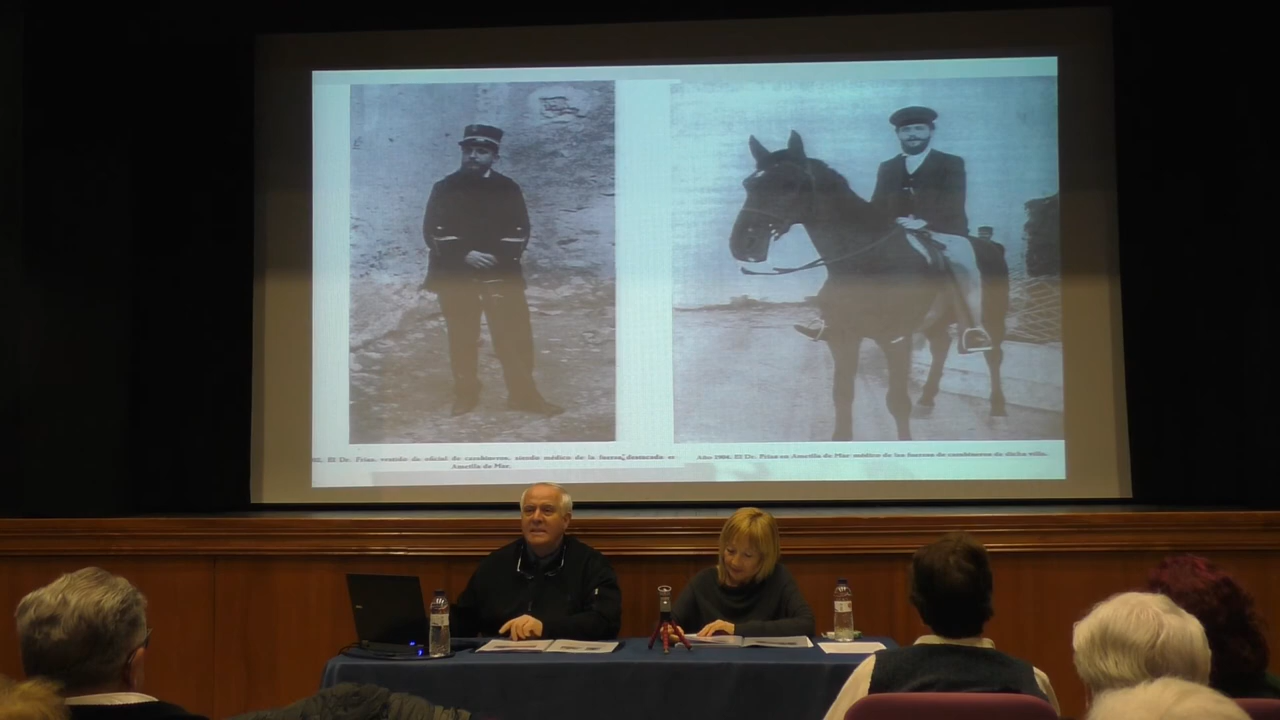 El Dr. Frías, vestido de oficial de carabineros, siendo médico de la fuerza, destacada en
Ametlla de Mar.
Año 1904. El Dr. Frías en Ametlla de Mar médico de las fuerzas de carabineros de dicha villa.